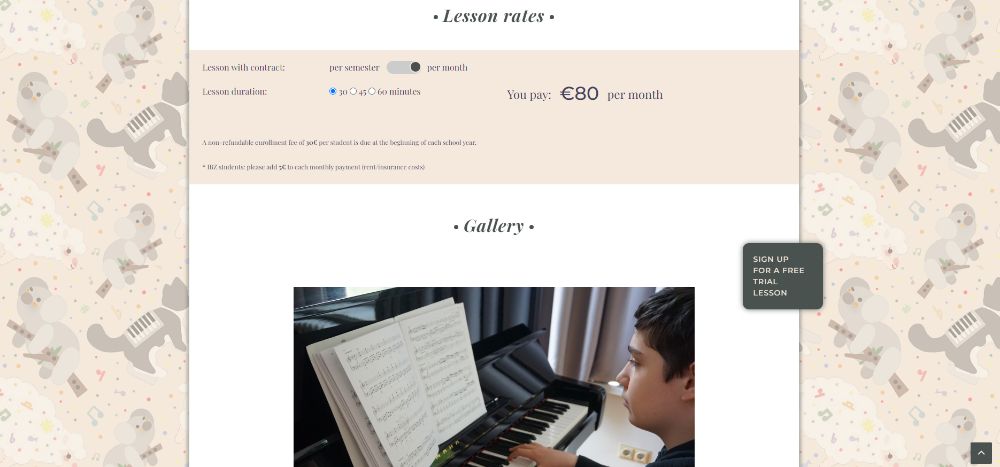 • Lesson rates •
Lesson with contract: per semester per month
Lesson duration: 30 45 60 minutes
You pay: €80 per month
A non-refundable enrollment fee of 30€ per student is due at the beginning of each school year.
* IBZ students: please add 5€ to each monthly payment (rent/insurance costs)
• Gallery •
SIGN UP
FOR A FREE
TRIAL
LESSON